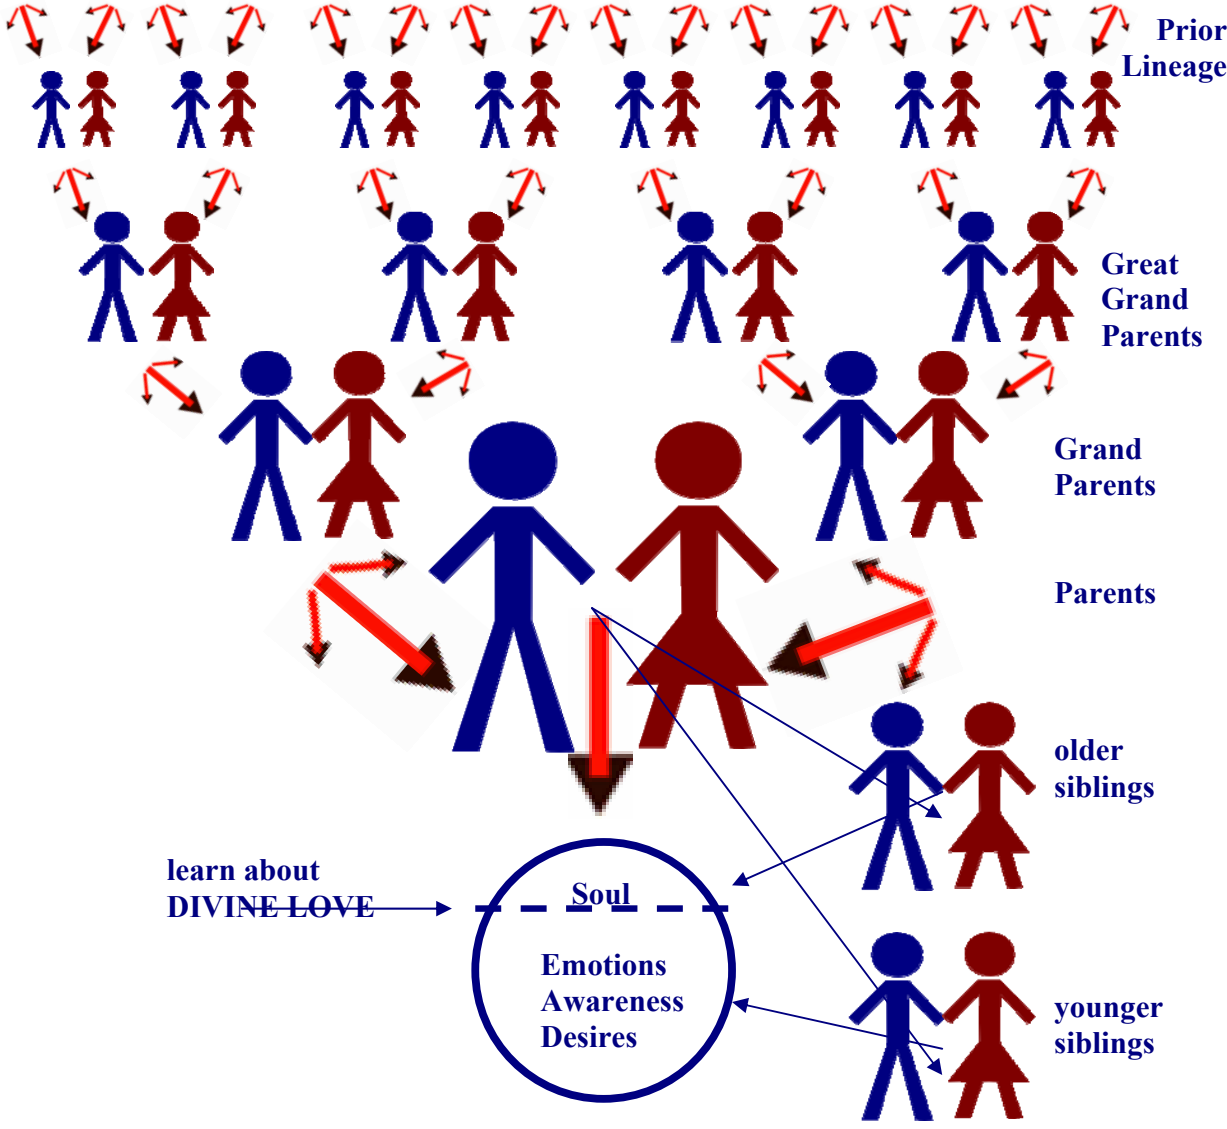 Prior
Lineage
Great
Grand
Parents
Grand
Parents
Parents
older
siblings
learn about
DIVINE LOVE
Soul
Emotions
Awareness
Desires
younger
siblings